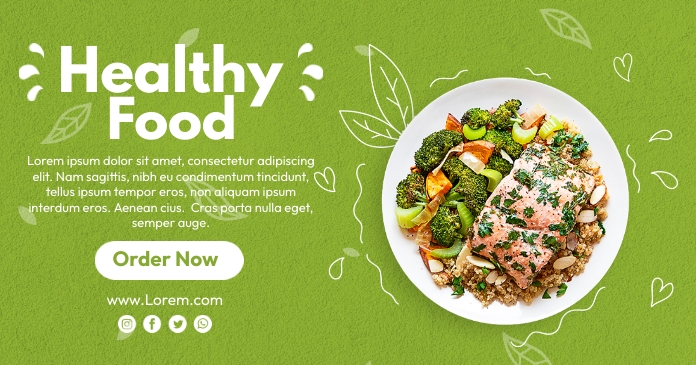 Healthy
Food
Lorem ipsum dolor sit amet, consectetur adipiscing
elit. Nam sagittis, nibh eu condimentum tincidunt,
tellus ipsum tempor eros, non aliquam ipsum
interdum eros. Aenean cius. Cras porta nulla eget,
semper auge.
Order Now
www.Lorem.com